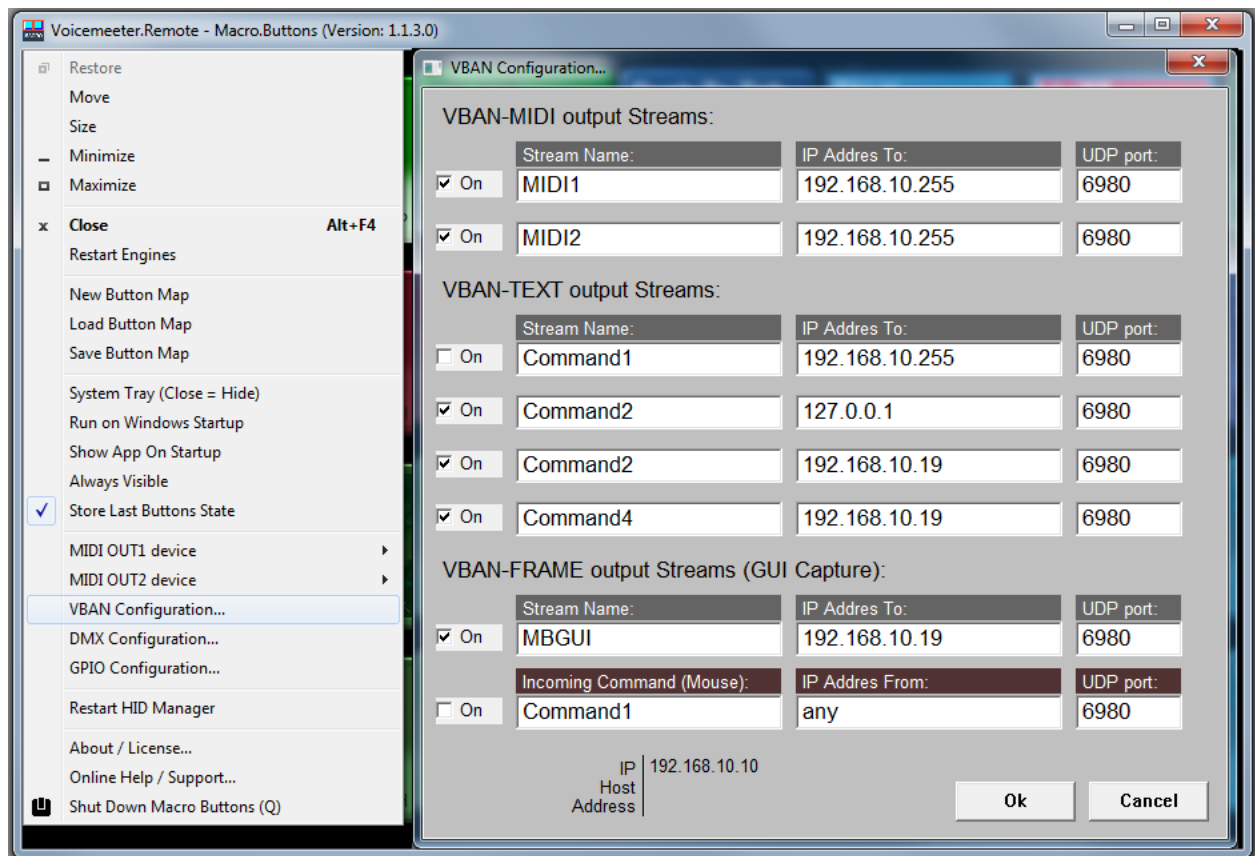 Voicemeeter.Remote - Macro.Buttons (Version: 1.1.3.0)
Restore
Move
Size
Minimize
Maximize
Close Alt+F4
Restart Engines
New Button Map
Load Button Map
Save Button Map
System Tray (Close = Hide)
Run on Windows Startup
Show App On Startup
Always Visible
Store Last Buttons State
MIDI OUT1 device
MIDI OUT2 device
VBAN Configuration...
DMX Configuration...
GPIO Configuration...
Restart HID Manager
About / License...
Online Help / Support...
Shut Down Macro Buttons (Q)
VBAN Configuration...
VBAN-MIDI output Streams:
Stream Name: IP Addres To: UDP port:
On MIDI1 192.168.10.255 6980
On MIDI2 192.168.10.255 6980
VBAN-TEXT output Streams:
Stream Name: IP Addres To: UDP port:
On Command1 192.168.10.255 6980
On Command2 127.0.0.1 6980
On Command2 192.168.10.19 6980
On Command4 192.168.10.19 6980
VBAN-FRAME output Streams (GUI Capture):
Stream Name: IP Addres To: UDP port:
On MBGUI 192.168.10.19 6980
Incoming Command (Mouse): IP Addres From: UDP port:
On Command1 any 6980
IP 192.168.10.10
Host
Address
Ok Cancel